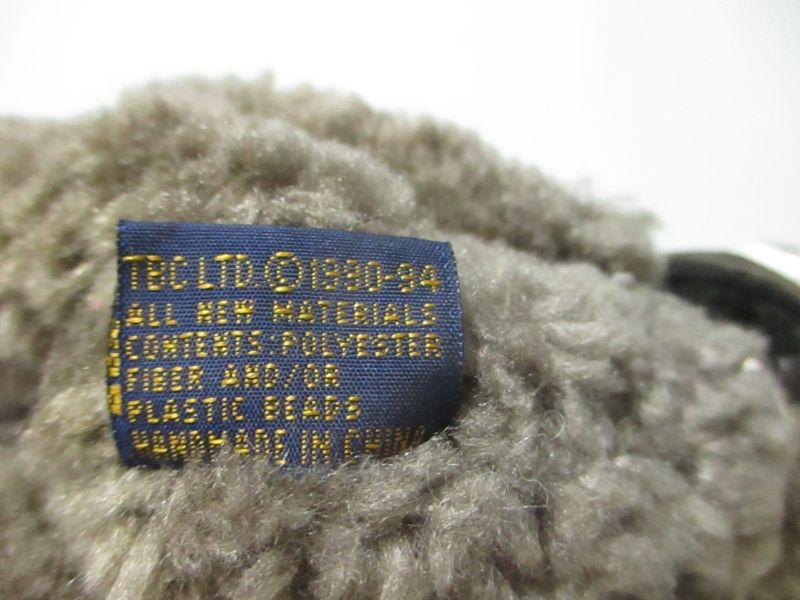 TBC LTD © 1990-94
ALL NEW MATERIALS
CONTENTS: POLYESTER
FIBER AND/OR
PLASTIC BEADS
HANDMADE IN CHINA